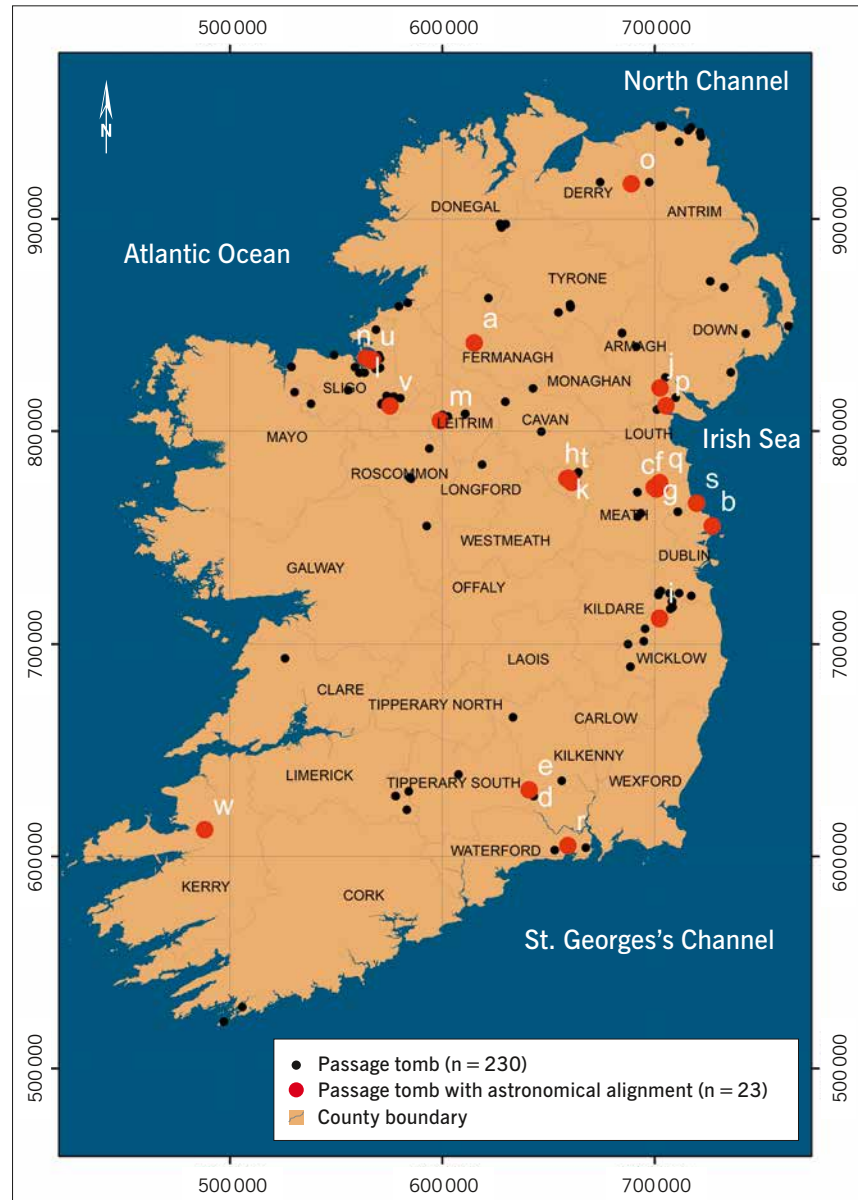 500 000 600 000 700 000
North Channel
N
o
DERRY
DONEGAL
ANTRIM
900 000 900 000
Atlantic Ocean
TYRONE
a
n u
DOWN
ARMAGH
FERMANAGH
j
l
MONAGHAN
p
SLIGO
v
m
LEITRIM
CAVAN
LOUTH
Irish Sea
MAYO
800 000 800 000
ROSCOMMON
h t
c f q
LONGFORD
k
g
s
MEATH
b
WESTMEATH
DUBLIN
GALWAY
OFFALY
i
KILDARE
700 000 700 000
LAOIS
WICKLOW
CLARE
TIPPERARY NORTH
CARLOW
KILKENNY
e
LIMERICK
TIPPERARY SOUTH
WEXFORD
d
w
r
WATERFORD
600 000 600 000
KERRY
CORK
St. Georges's Channel
Passage tomb (n = 230)
Passage tomb with astronomical alignment (n = 23)
County boundary
500 000 500 000
500 000 600 000 700 000